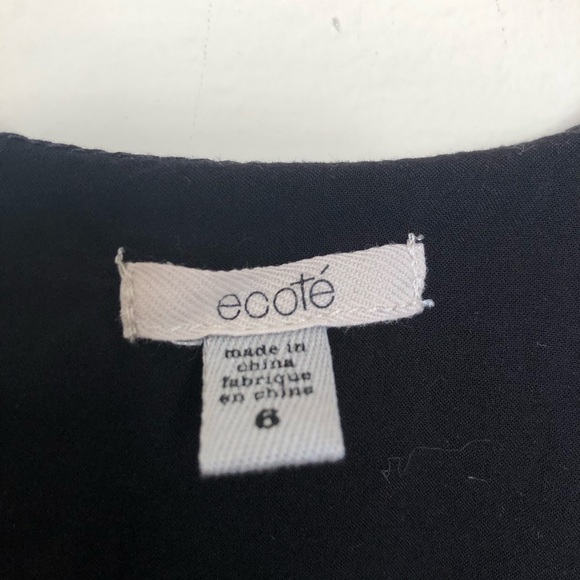 ecoté
made in
china
fabrique
en chine
6